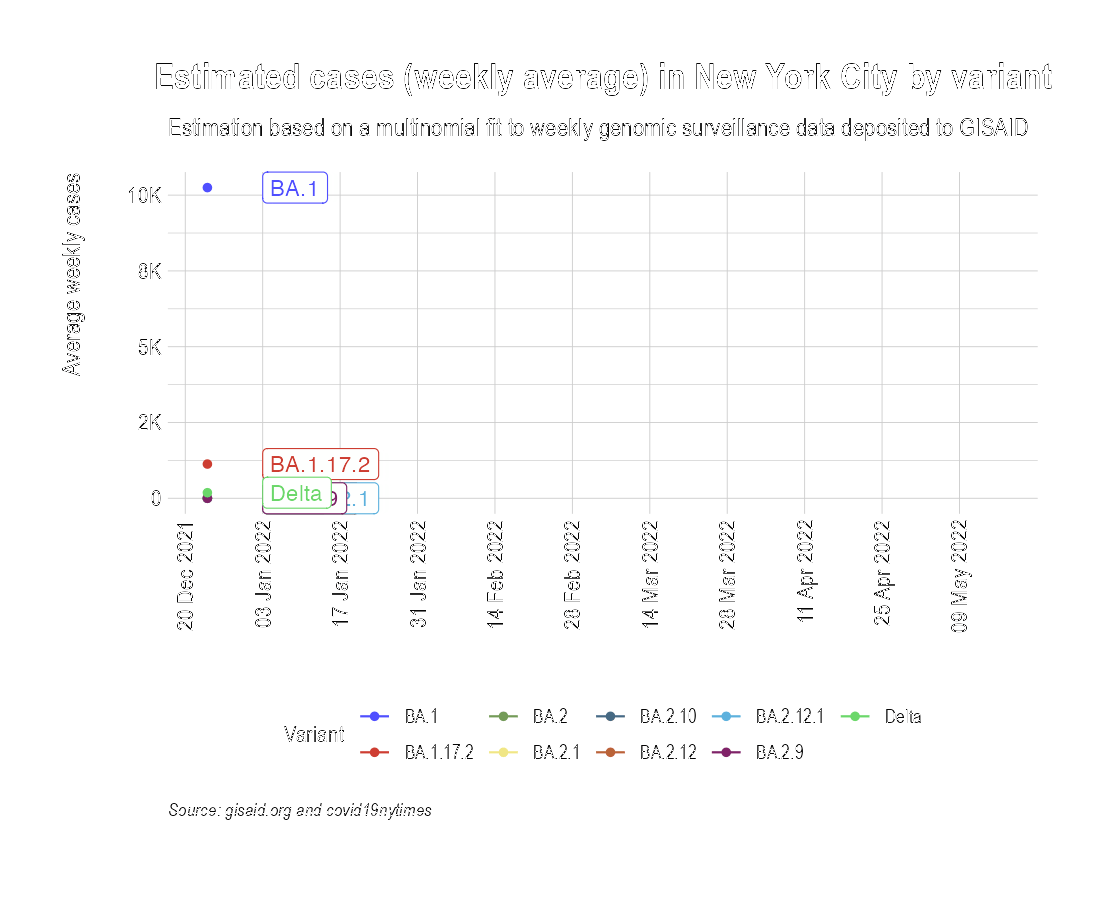 Estimated cases (weekly average) in New York City by variant
Estimation based on a multinomial fit to weekly genomic surveillance data deposited to GISAID
Average weekly cases
10K
8K
5K
2K
0
BA.1
BA.1.17.2
Delta
9
2.1
20 Dec 2021
03 Jan 2022
17 Jan 2022
31 Jan 2022
14 Feb 2022
28 Feb 2022
14 Mar 2022
28 Mar 2022
11 Apr 2022
25 Apr 2022
09 May 2022
Variant
BA.1
BA.2
BA.2.10
BA.2.12.1
Delta
BA.1.17.2
BA.2.1
BA.2.12
BA.2.9
Source: gisaid.org and covid19nytimes